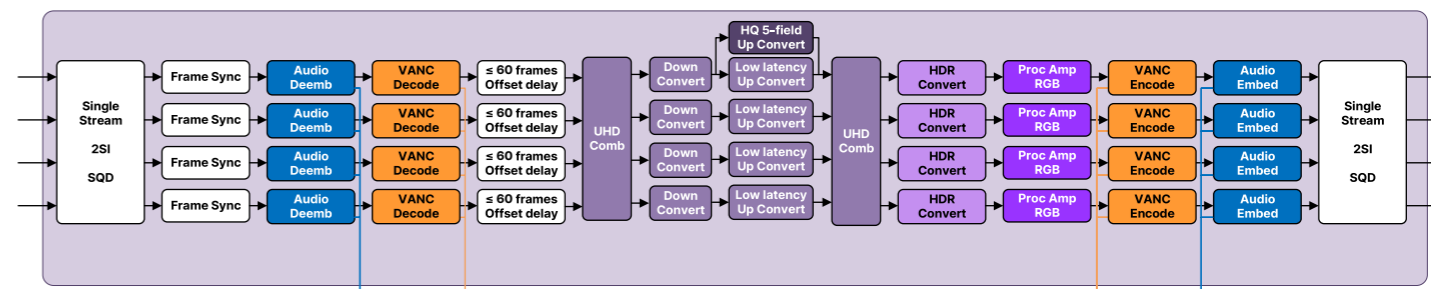 HQ 5-field
Up Convert
Single
Stream
2SI
SQD
Frame Sync
Audio
Deemb
VANC
Decode
≤ 60 frames
Offset delay
UHD
Comb
Down
Convert
Low latency
Up Convert
UHD
Comb
HDR
Convert
Proc Amp
RGB
VANC
Encode
Audio
Embed
Single
Stream
2SI
SQD
Frame Sync
Audio
Deemb
VANC
Decode
≤ 60 frames
Offset delay
Down
Convert
Low latency
Up Convert
HDR
Convert
Proc Amp
RGB
VANC
Encode
Audio
Embed
Frame Sync
Audio
Deemb
VANC
Decode
≤ 60 frames
Offset delay
Down
Convert
Low latency
Up Convert
HDR
Convert
Proc Amp
RGB
VANC
Encode
Audio
Embed
Frame Sync
Audio
Deemb
VANC
Decode
≤ 60 frames
Offset delay
Down
Convert
Low latency
Up Convert
HDR
Convert
Proc Amp
RGB
VANC
Encode
Audio
Embed